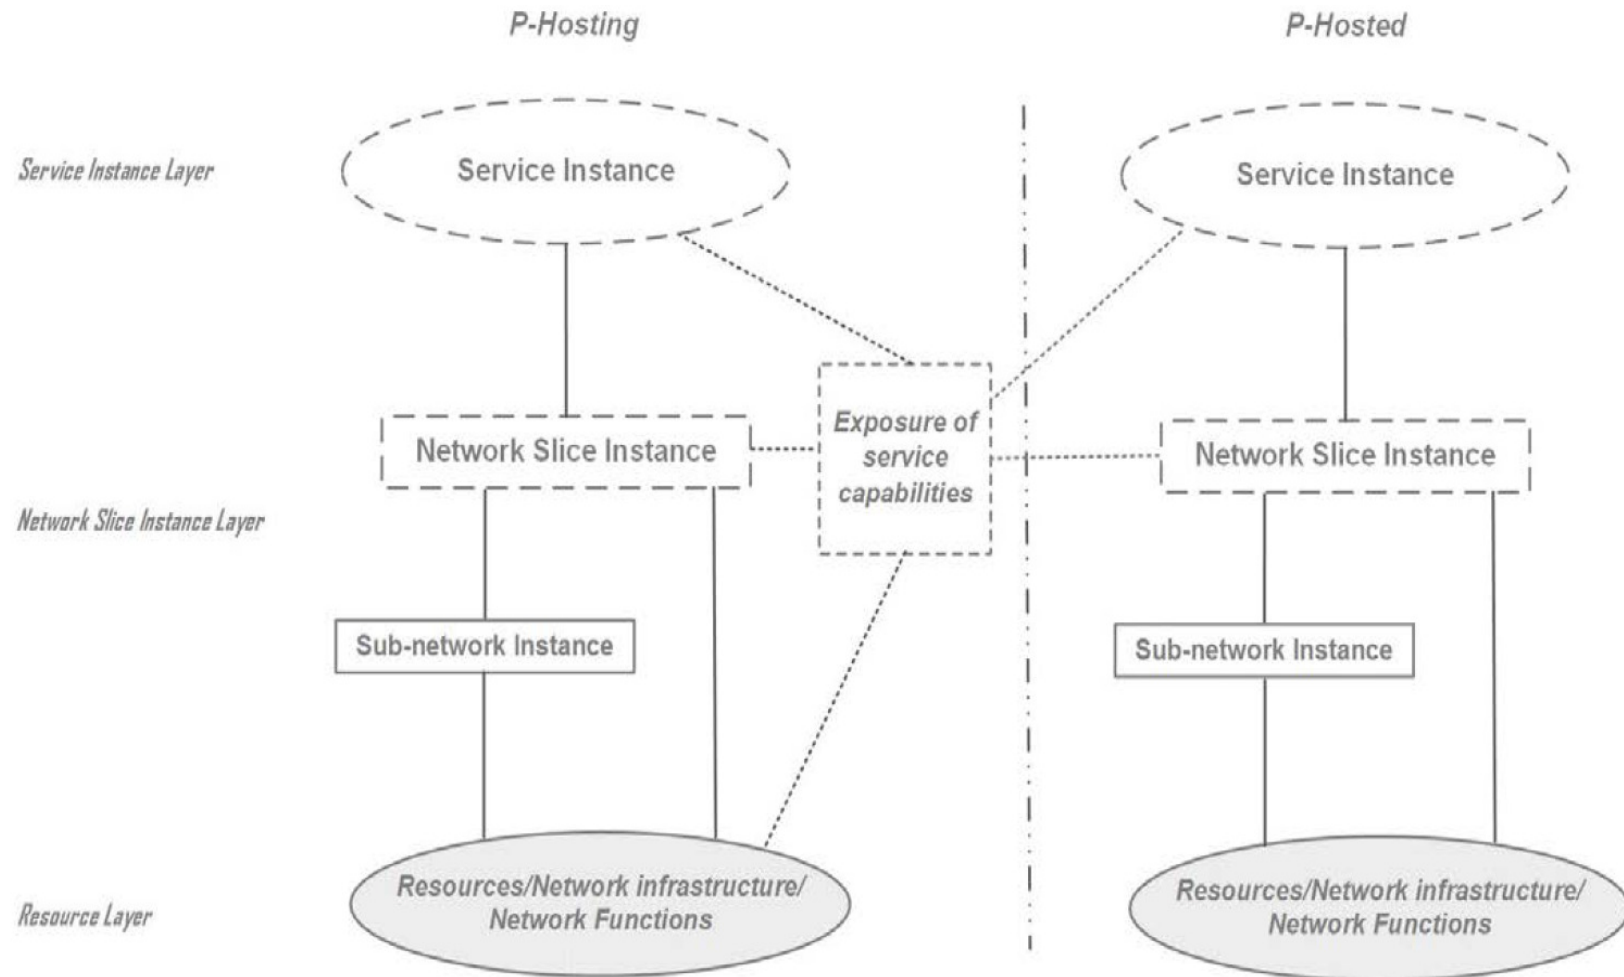 P-Hosting
P-Hosted
Service Instance Layer
Service Instance
Service Instance
Exposure of
service
capabilities
Network Slice Instance
Network Slice Instance
Network Slice Instance Layer
Sub-network Instance
Sub-network Instance
Resource Layer
Resources/Network infrastructure/
Network Functions
Resources/Network infrastructure/
Network Functions